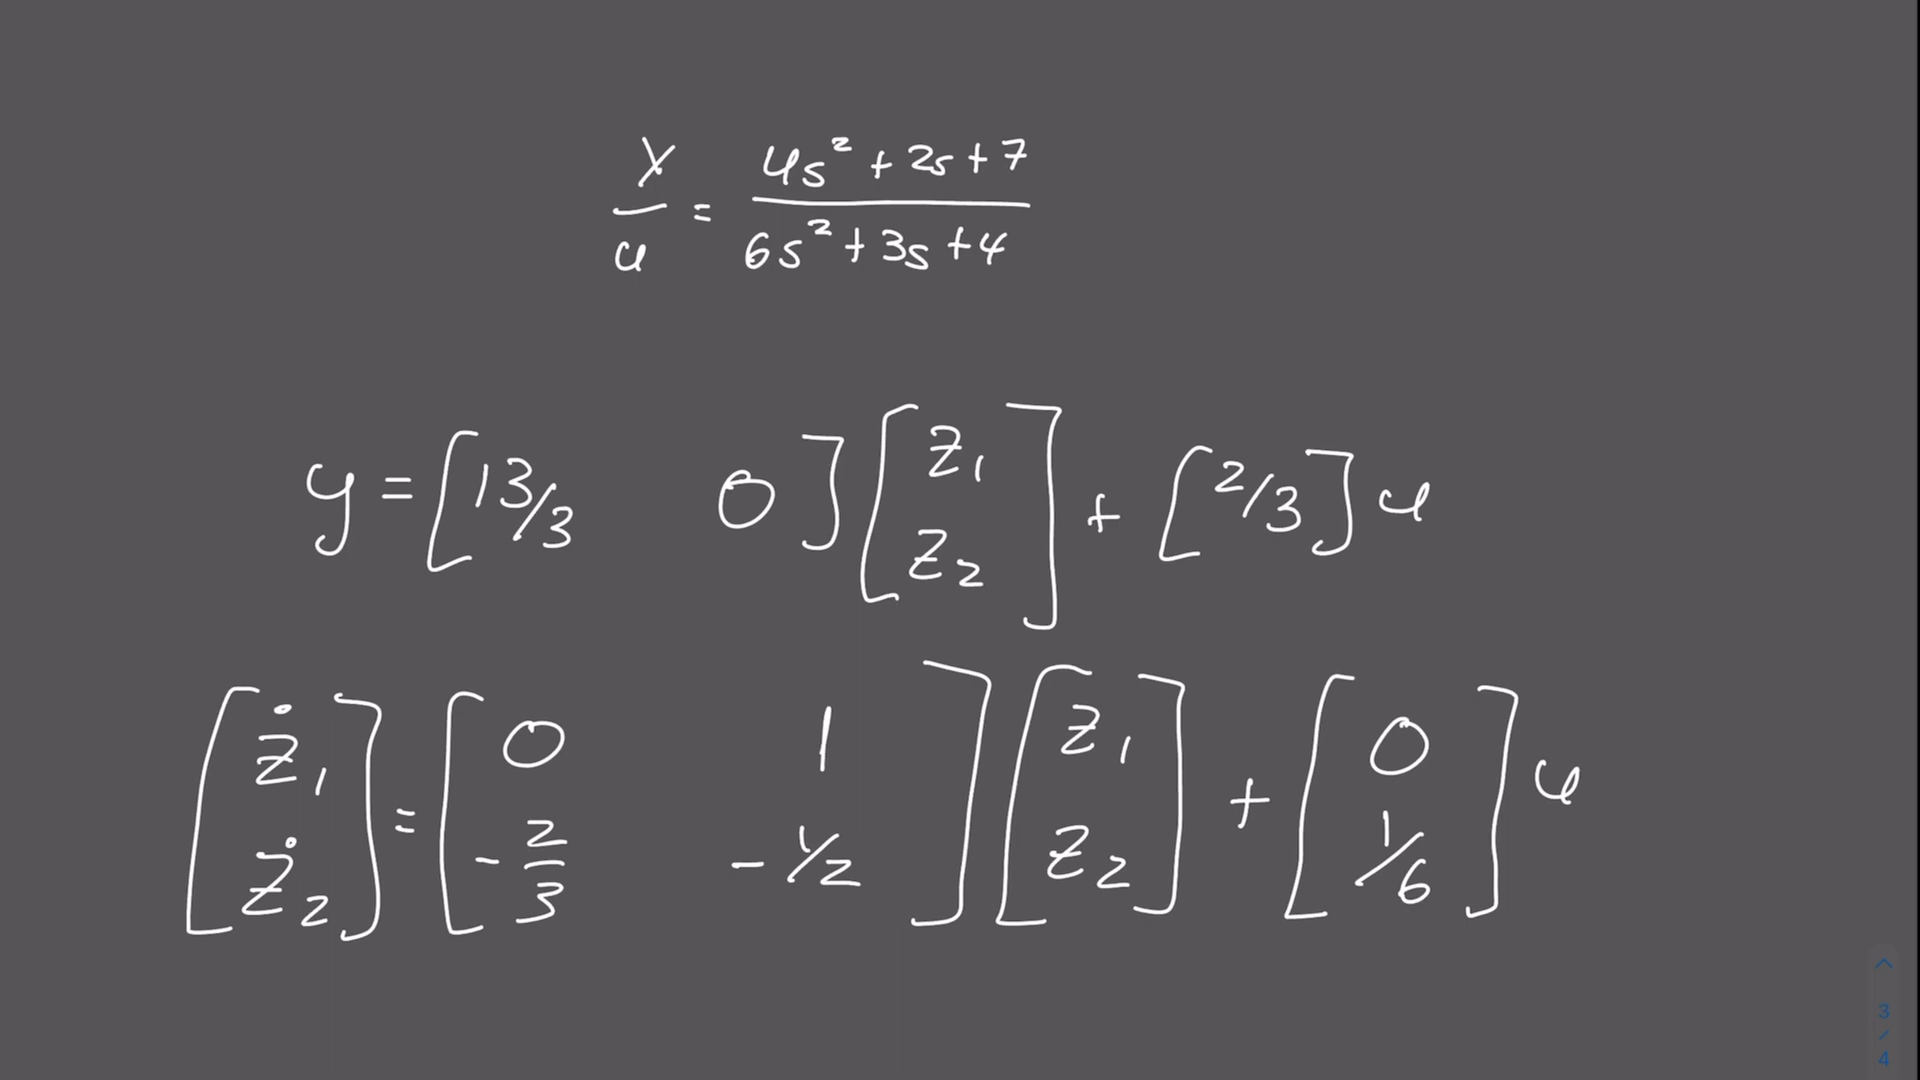 Y/u = (4s² + 2s + 7)/(6s² + 3s + 4)
y = [13/3 0] [z₁ z₂] + [2/3] u
[ż₁ ż₂] = [0 1 -2/3 -1/2] [z₁ z₂] + [0 1/6] u
3 / 4